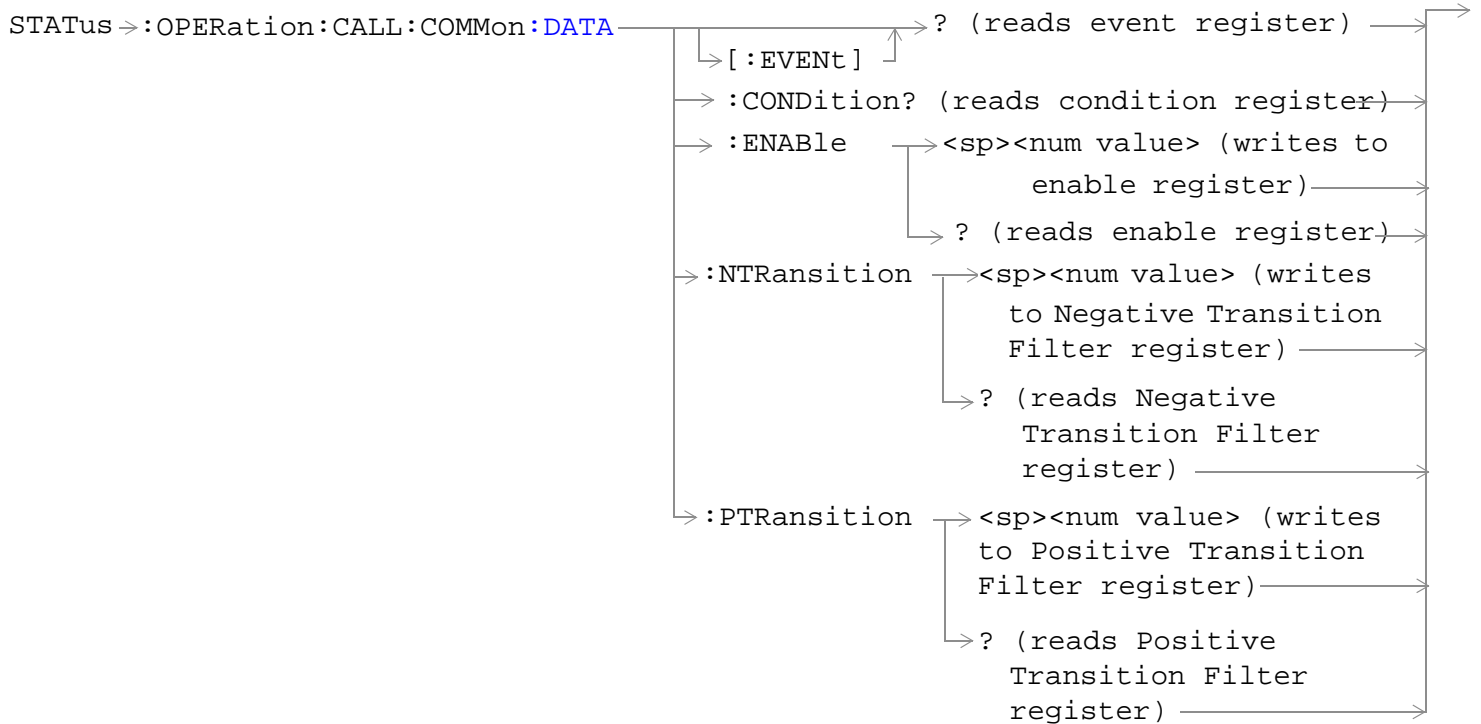 STATus :OPERation:CALL:COMMon:DATA ? (reads event register)
[:EVENt]
:CONDition? (reads condition register)
:ENABle <sp><num value> (writes to
enable register)
? (reads enable register)
:NTRansition <sp><num value> (writes
to Negative Transition
Filter register)
? (reads Negative
Transition Filter
register)
:PTRansition <sp><num value> (writes
to Positive Transition
Filter register)
? (reads Positive
Transition Filter
register)